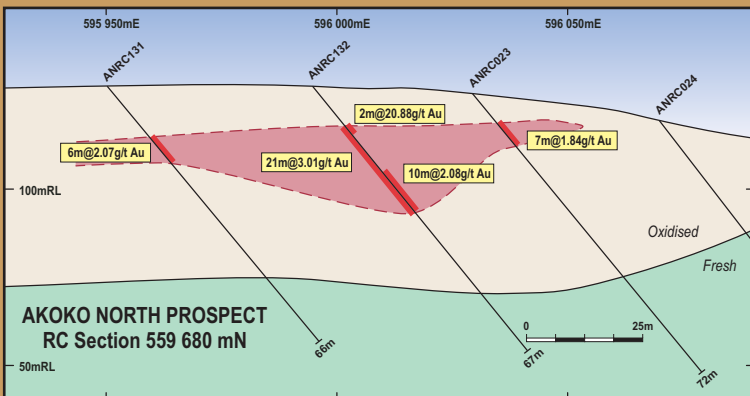 595 950mE
596 000mE
596 050mE
ANRC131
ANRC132
ANRC023
ANRC024
2m@20.88g/t Au
6m@2.07g/t Au
21m@3.01g/t Au
10m@2.08g/t Au
7m@1.84g/t Au
100mRL
Oxidised
Fresh
AKOKO NORTH PROSPECT
RC Section 559 680 mN
0
25m
66m
67m
72m
50mRL